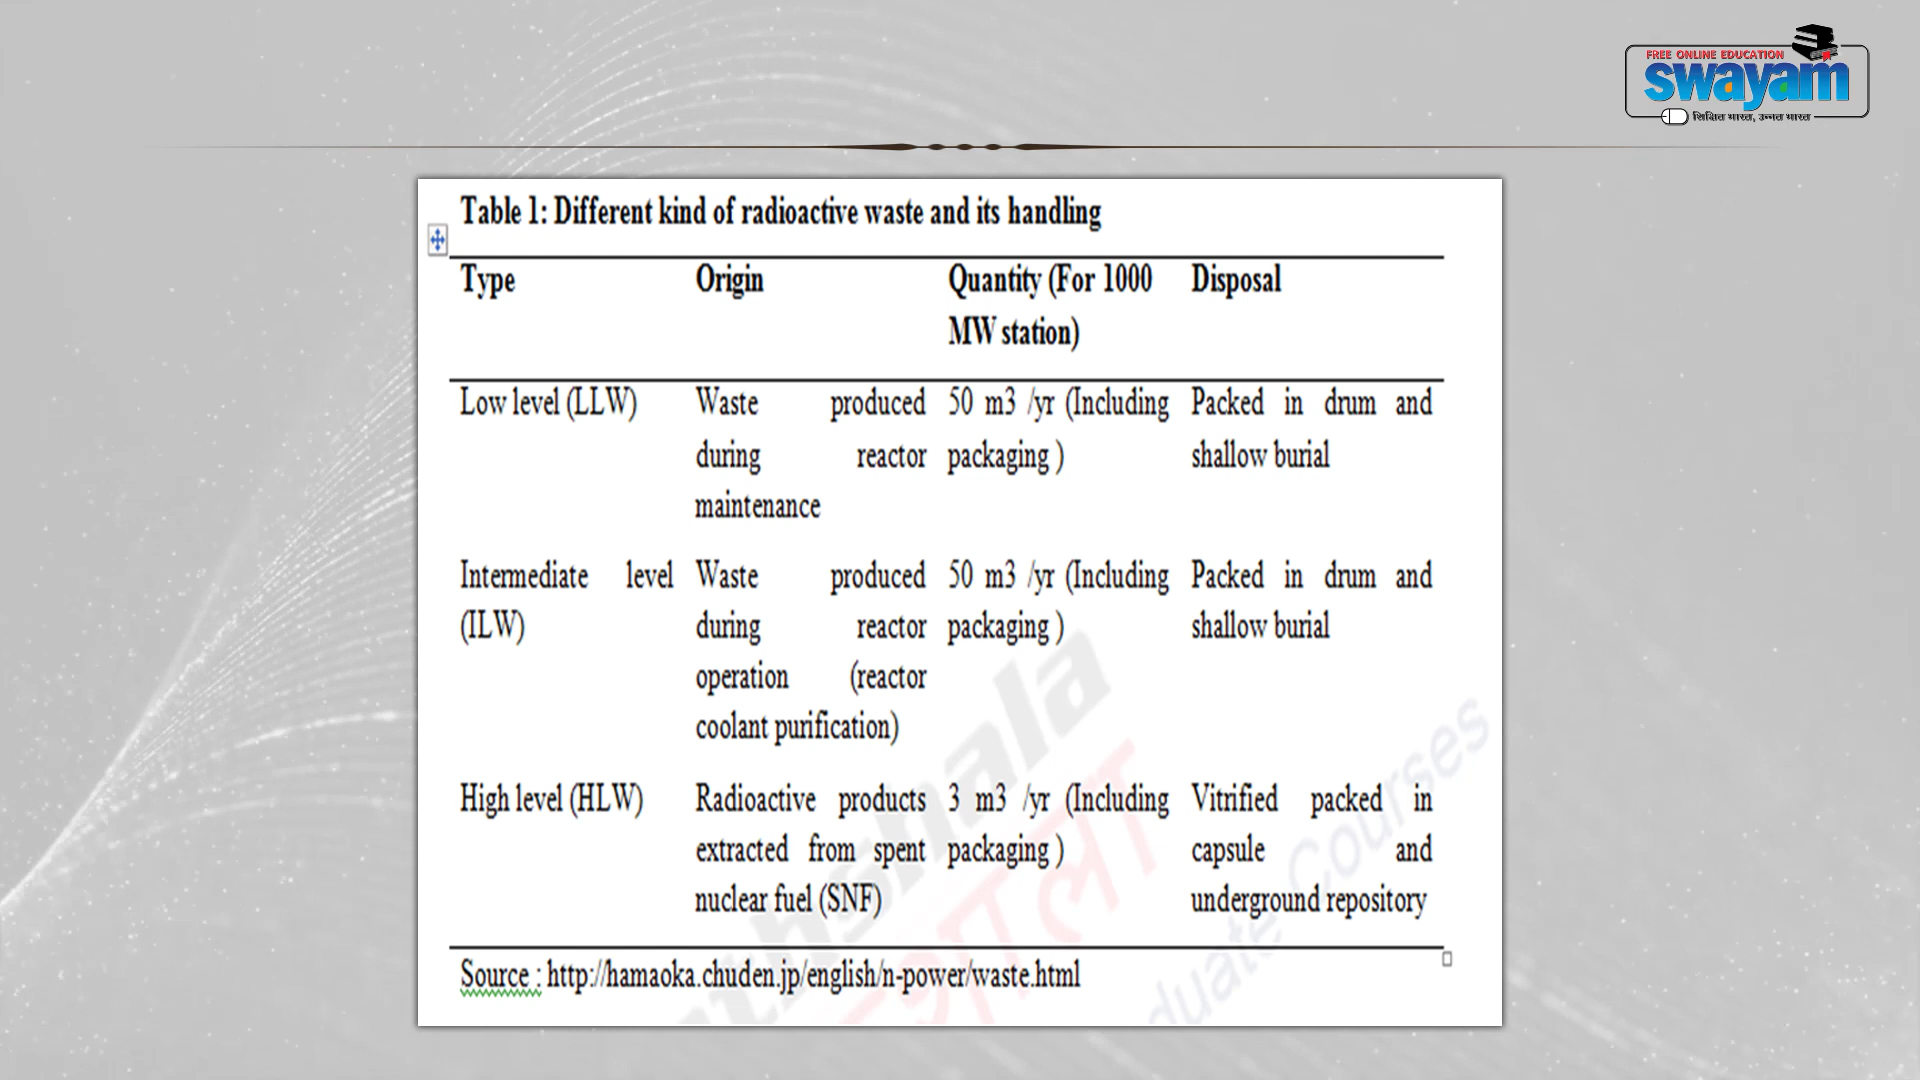 FREE ONLINE EDUCATION
swayam
शिक्षित भारत, उन्नत भारत
Table 1: Different kind of radioactive waste and its handling
Type Origin Quantity (For 1000 Disposal
MW station)
Low level (LLW) Waste produced 50 m3 /yr (Including Packed in drum and
during reactor packaging ) shallow burial
maintenance
Intermediate level Waste produced 50 m3 /yr (Including Packed in drum and
(ILW) during reactor packaging ) shallow burial
operation (reactor
coolant purification)
High level (HLW) Radioactive products 3 m3 /yr (Including Vitrified packed in
extracted from spent packaging ) capsule and
nuclear fuel (SNF) underground repository
Source : http://hamaoka.chuden.jp/english/n-power/waste.html
Courses